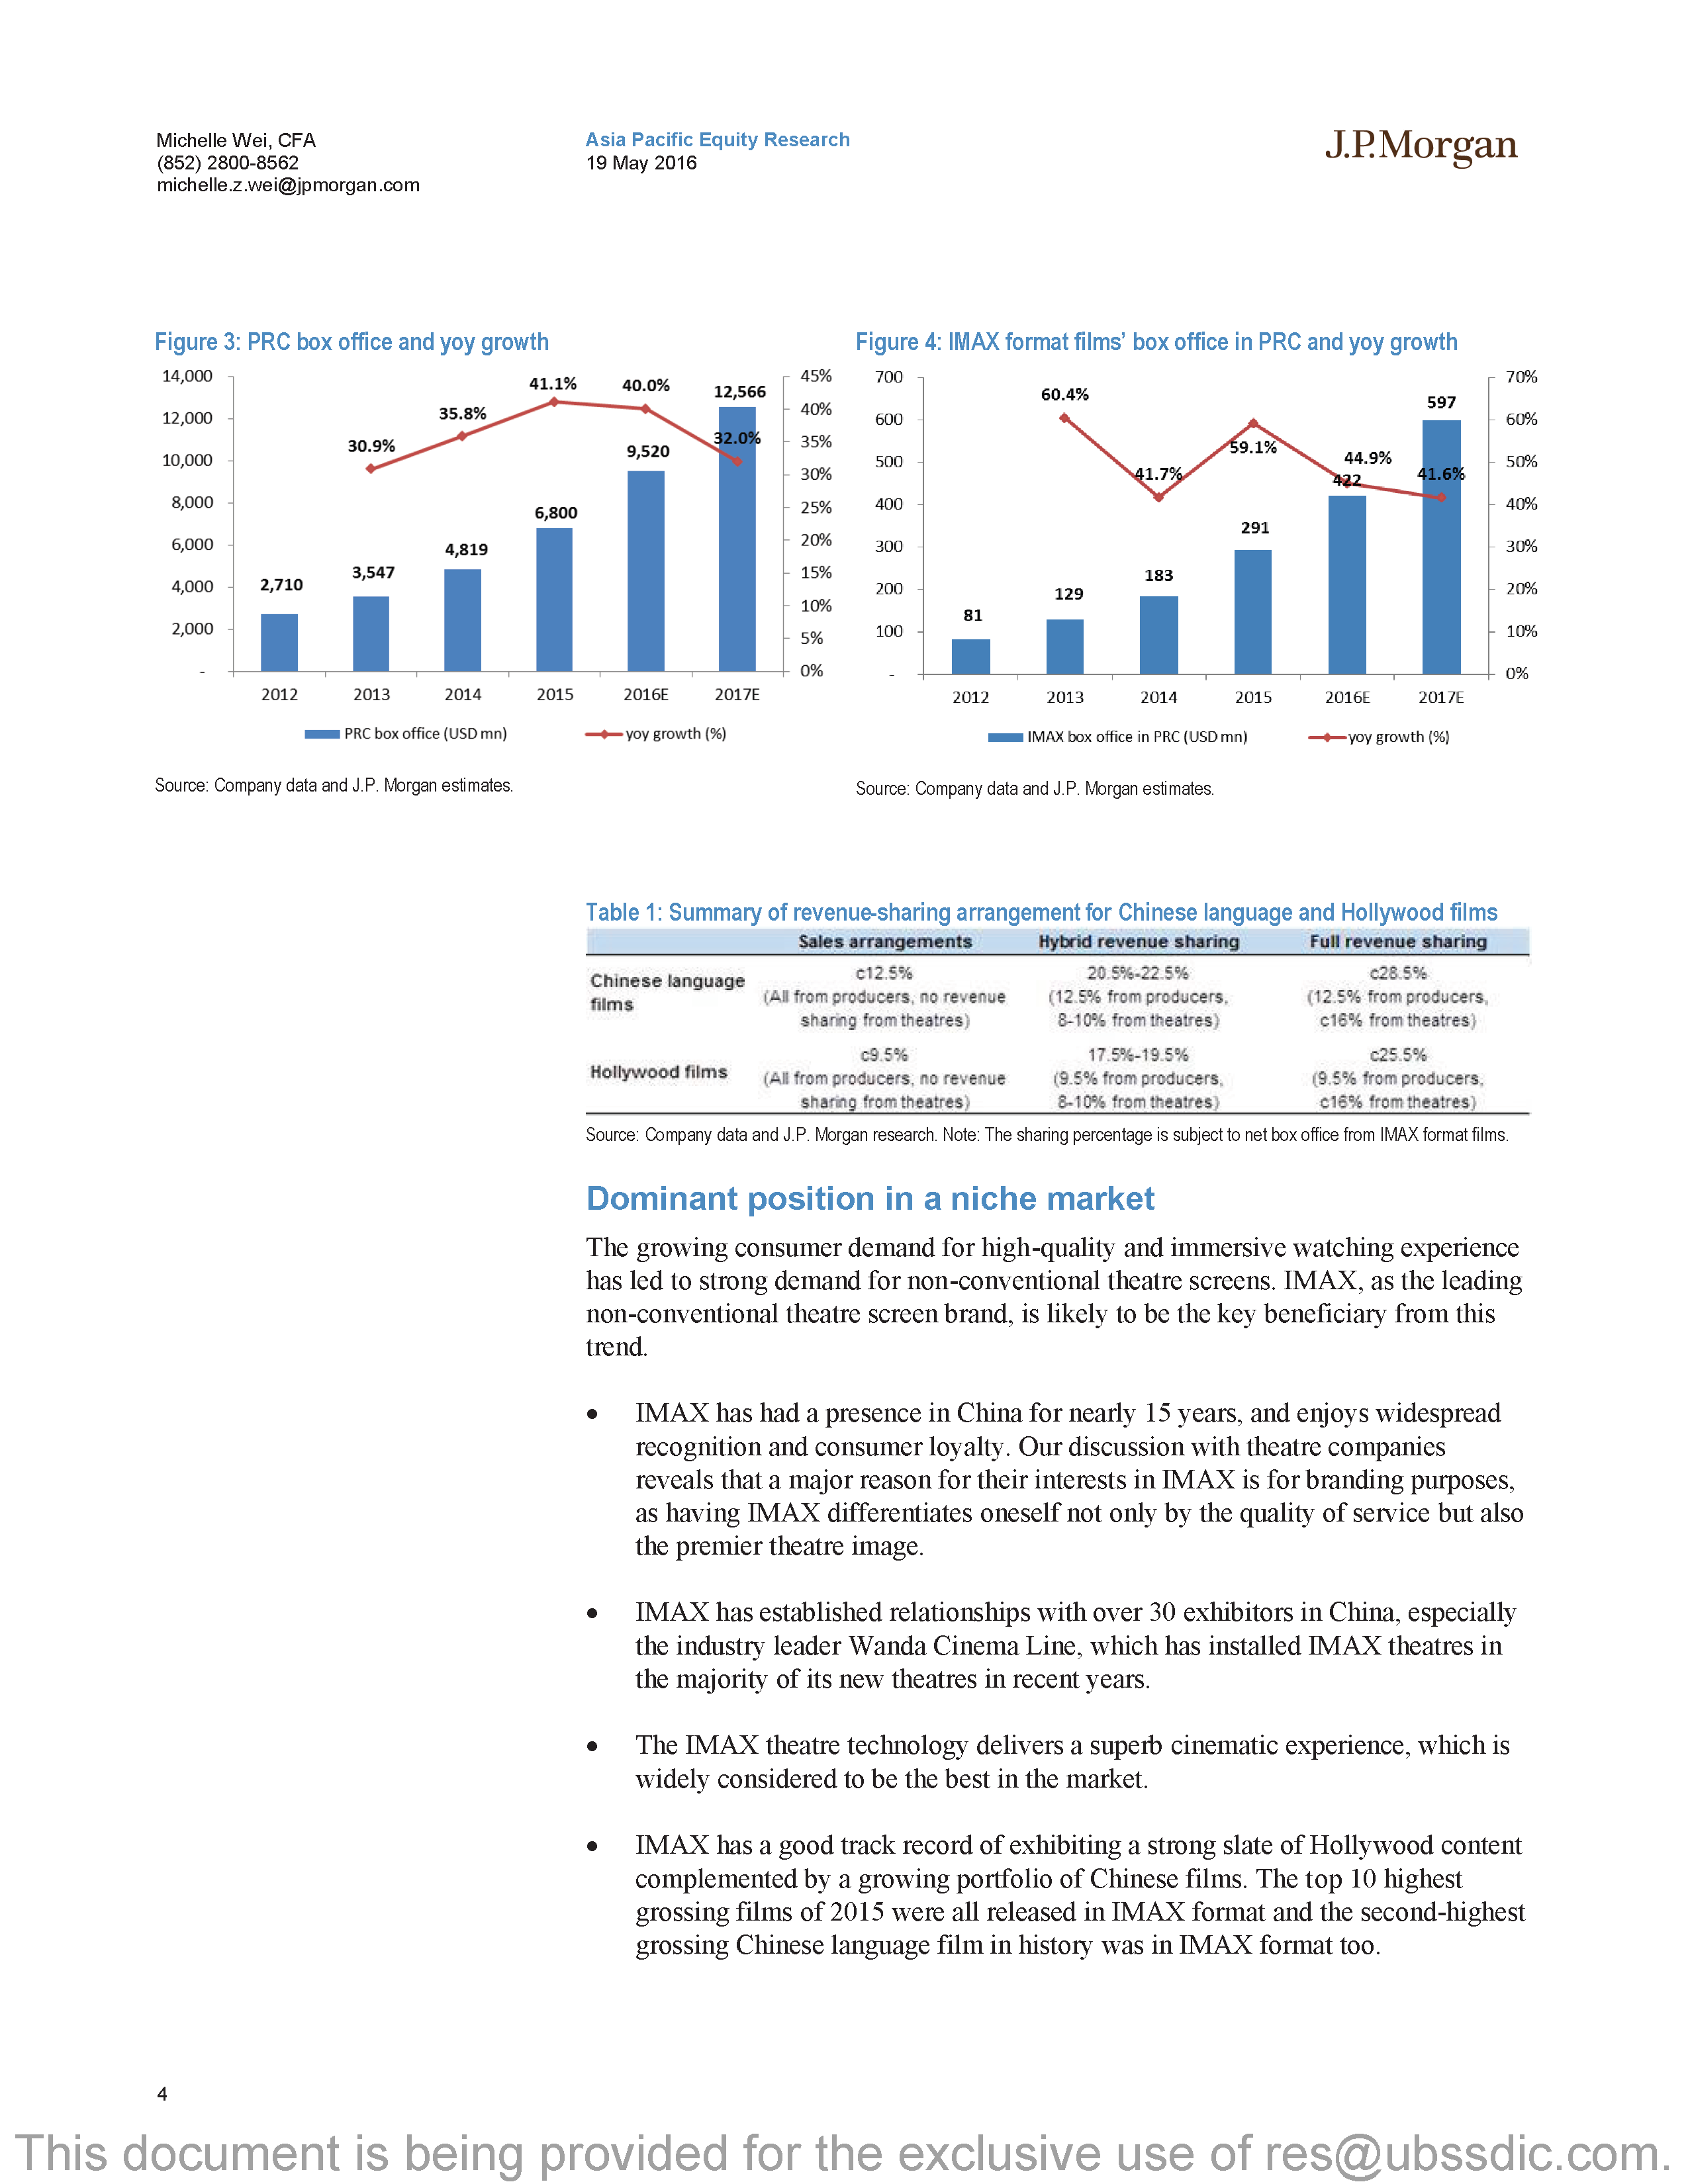 Michelle Wei, CFA
(852) 2800-8562
michelle.z.wei@jpmorgan.com
Asia Pacific Equity Research
19 May 2016
J.P.Morgan
Figure 3: PRC box office and yoy growth
14,000
12,000
10,000
8,000
6,000
4,000
2,000
-
45%
40%
35%
30%
25%
20%
15%
10%
5%
0%
30.9%
35.8%
41.1%
40.0%
32.0%
2,710
3,547
4,819
6,800
9,520
12,566
2012
2013
2014
2015
2016E
2017E
PRC box office (USD mn)
yoy growth (%)
Source: Company data and J.P. Morgan estimates.
Figure 4: IMAX format films' box office in PRC and yoy growth
700
600
500
400
300
200
100
-
70%
60%
50%
40%
30%
20%
10%
0%
60.4%
41.7%
59.1%
44.9%
41.6%
81
129
183
291
422
597
2012
2013
2014
2015
2016E
2017E
IMAX box office in PRC (USD mn)
yoy growth (%)
Source: Company data and J.P. Morgan estimates.
Table 1: Summary of revenue-sharing arrangement for Chinese language and Hollywood films
Sales arrangements Hybrid revenue sharing Full revenue sharing
Chinese language
films
c12.5% 20.5%-22.5% c28.5%
(All from producers, no revenue (12.5% from producers, (12.5% from producers,
sharing from theatres) 8-10% from theatres) c16% from theatres)
Hollywood films
c9.5% 17.5%-19.5% c25.5%
(All from producers, no revenue (9.5% from producers, (9.5% from producers,
sharing from theatres) 8-10% from theatres) c16% from theatres)
Source: Company data and J.P. Morgan research. Note: The sharing percentage is subject to net box office from IMAX format films.
Dominant position in a niche market
The growing consumer demand for high-quality and immersive watching experience
has led to strong demand for non-conventional theatre screens. IMAX, as the leading
non-conventional theatre screen brand, is likely to be the key beneficiary from this
trend.
• IMAX has had a presence in China for nearly 15 years, and enjoys widespread
recognition and consumer loyalty. Our discussion with theatre companies
reveals that a major reason for their interests in IMAX is for branding purposes,
as having IMAX differentiates oneself not only by the quality of service but also
the premier theatre image.
• IMAX has established relationships with over 30 exhibitors in China, especially
the industry leader Wanda Cinema Line, which has installed IMAX theatres in
the majority of its new theatres in recent years.
• The IMAX theatre technology delivers a superb cinematic experience, which is
widely considered to be the best in the market.
• IMAX has a good track record of exhibiting a strong slate of Hollywood content
complemented by a growing portfolio of Chinese films. The top 10 highest
grossing films of 2015 were all released in IMAX format and the second-highest
grossing Chinese language film in history was in IMAX format too.
4
This document is being provided for the exclusive use of res@ubssdic.com.